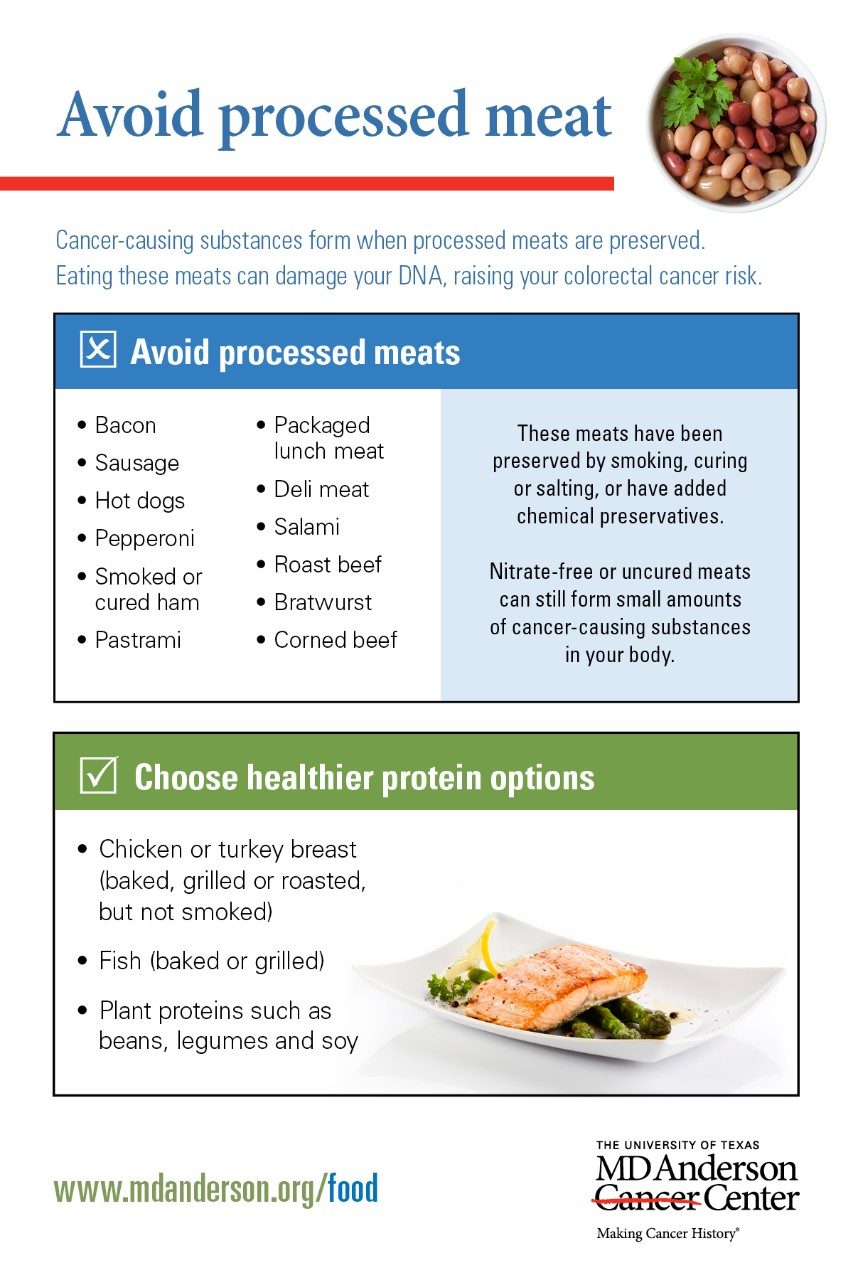 Avoid processed meat
Cancer-causing substances form when processed meats are preserved.
Eating these meats can damage your DNA, raising your colorectal cancer risk.
Avoid processed meats
• Bacon
• Sausage
• Hot dogs
• Pepperoni
• Smoked or
cured ham
• Pastrami
• Packaged
lunch meat
• Deli meat
• Salami
• Roast beef
• Bratwurst
• Corned beef
These meats have been
preserved by smoking, curing
or salting, or have added
chemical preservatives.
Nitrate-free or uncured meats
can still form small amounts
of cancer-causing substances
in your body.
Choose healthier protein options
• Chicken or turkey breast
(baked, grilled or roasted,
but not smoked)
• Fish (baked or grilled)
• Plant proteins such as
beans, legumes and soy
www.mdanderson.org/food
THE UNIVERSITY OF TEXAS
MD Anderson
Cancer Center
Making Cancer History®